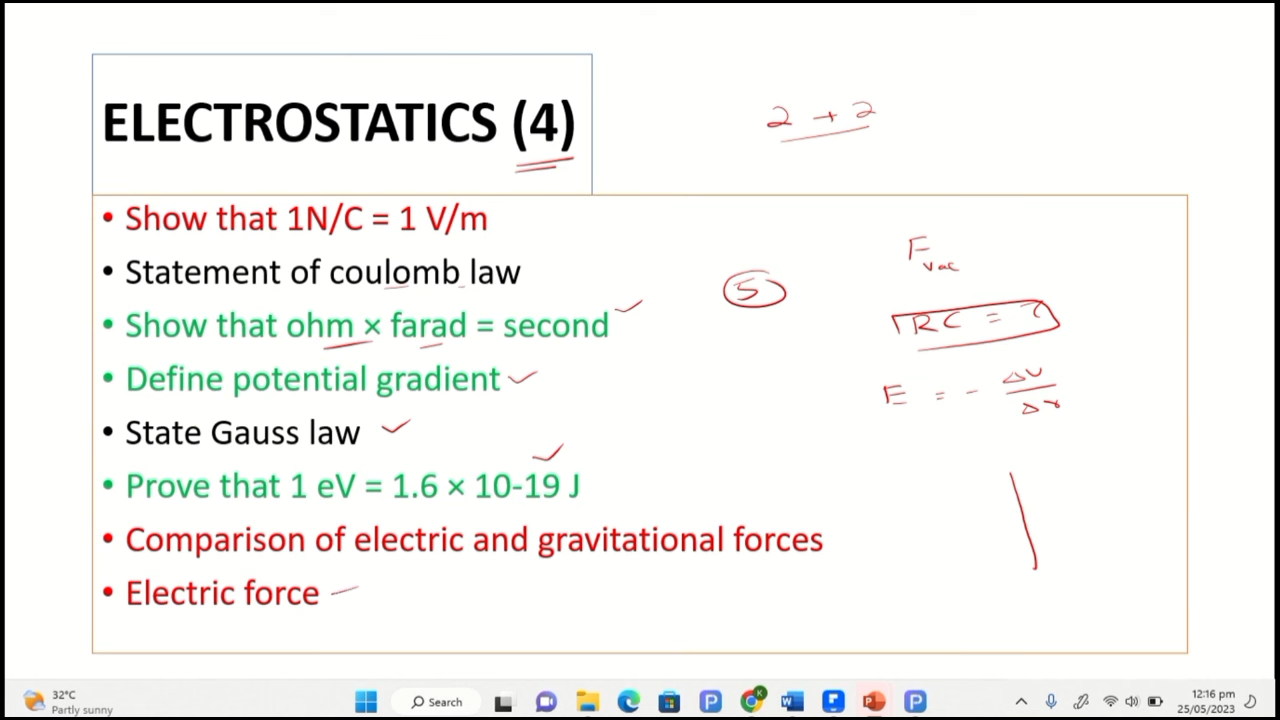 ELECTROSTATICS (4)
2 + 2
• Show that 1N/C = 1 V/m
• Statement of coulomb law
• Show that ohm × farad = second
• Define potential gradient
• State Gauss law
• Prove that 1 eV = 1.6 × 10-19 J
• Comparison of electric and gravitational forces
• Electric force
5
F vac
RC = ?
E = - ΔV
Δr
32°C
Partly sunny
Search
12:16 pm
25/05/2023